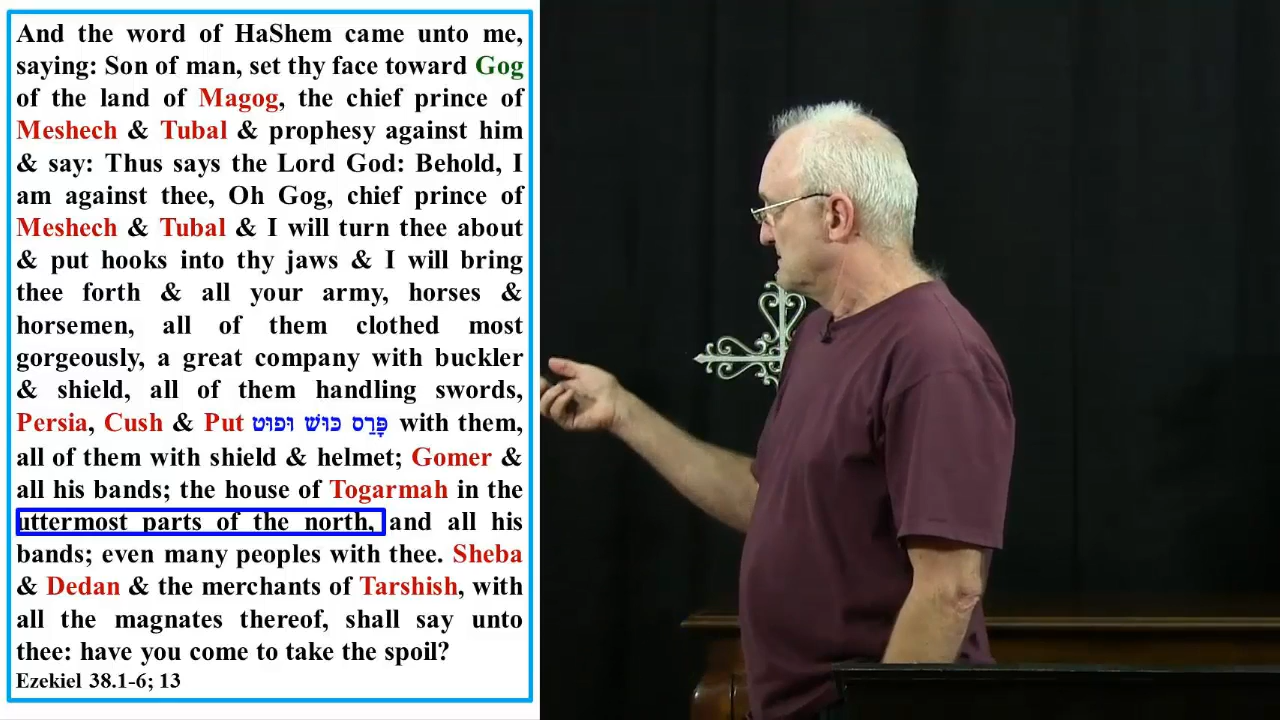 And the word of HaShem came unto me,
saying: Son of man, set thy face toward Gog
of the land of Magog, the chief prince of
Meshech & Tubal & prophesy against him
& say: Thus says the Lord God: Behold, I
am against thee, Oh Gog, chief prince of
Meshech & Tubal & I will turn thee about
& put hooks into thy jaws & I will bring
thee forth & all your army, horses &
horsemen, all of them clothed most
gorgeously, a great company with buckler
& shield, all of them handling swords,
Persia, Cush & Put פָּרַס כּוּשׁ וּפוּט with them,
all of them with shield & helmet; Gomer &
all his bands; the house of Togarmah in the
uttermost parts of the north, and all his
bands; even many peoples with thee. Sheba
& Dedan & the merchants of Tarshish, with
all the magnates thereof, shall say unto
thee: have you come to take the spoil?
Ezekiel 38.1-6; 13